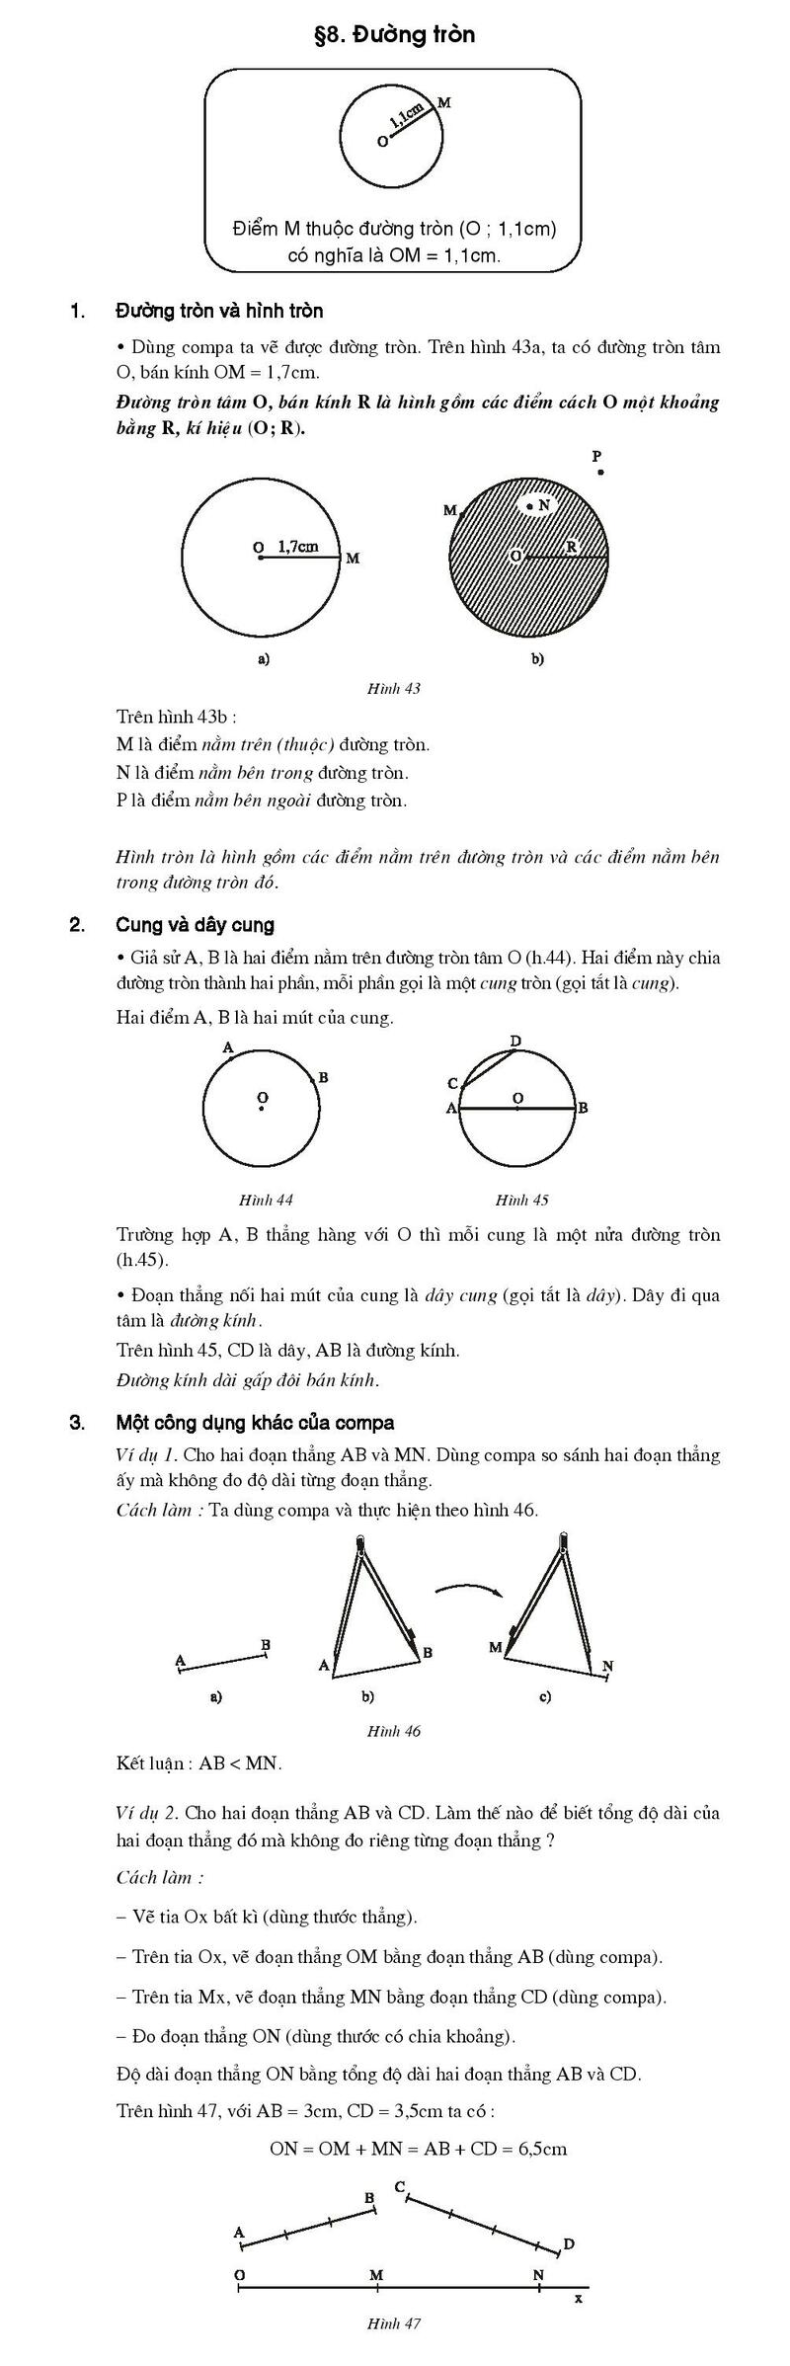 §8. Đường tròn
1,1cm
M
O
Điểm M thuộc đường tròn (O ; 1,1cm)
có nghĩa là OM = 1,1cm.
1. Đường tròn và hình tròn
• Dùng compa ta vẽ được đường tròn. Trên hình 43a, ta có đường tròn tâm
O, bán kính OM = 1,7cm.
Đường tròn tâm O, bán kính R là hình gồm các điểm cách O một khoảng
bằng R, kí hiệu (O; R).
P
M
N
O 1,7cm
M
O
R
a)
b)
Hình 43
Trên hình 43b :
M là điểm nằm trên (thuộc) đường tròn.
N là điểm nằm bên trong đường tròn.
P là điểm nằm bên ngoài đường tròn.
Hình tròn là hình gồm các điểm nằm trên đường tròn và các điểm nằm bên
trong đường tròn đó.
2. Cung và dây cung
• Giả sử A, B là hai điểm nằm trên đường tròn tâm O (h.44). Hai điểm này chia
đường tròn thành hai phần, mỗi phần gọi là một cung tròn (gọi tắt là cung).
Hai điểm A, B là hai mút của cung.
A
B
O
D
C
A
O
B
Hình 44
Hình 45
Trường hợp A, B thẳng hàng với O thì mỗi cung là một nửa đường tròn
(h.45).
• Đoạn thẳng nối hai mút của cung là dây cung (gọi tắt là dây). Dây đi qua
tâm là đường kính.
Trên hình 45, CD là dây, AB là đường kính.
Đường kính dài gấp đôi bán kính.
3. Một công dụng khác của compa
Ví dụ 1. Cho hai đoạn thẳng AB và MN. Dùng compa so sánh hai đoạn thẳng
ấy mà không đo độ dài từng đoạn thẳng.
Cách làm : Ta dùng compa và thực hiện theo hình 46.
A
B
A
B
M
N
a)
b)
c)
Hình 46
Kết luận : AB < MN.
Ví dụ 2. Cho hai đoạn thẳng AB và CD. Làm thế nào để biết tổng độ dài của
hai đoạn thẳng đó mà không đo riêng từng đoạn thẳng ?
Cách làm :
– Vẽ tia Ox bất kì (dùng thước thẳng).
– Trên tia Ox, vẽ đoạn thẳng OM bằng đoạn thẳng AB (dùng compa).
– Trên tia Mx, vẽ đoạn thẳng MN bằng đoạn thẳng CD (dùng compa).
– Đo đoạn thẳng ON (dùng thước có chia khoảng).
Độ dài đoạn thẳng ON bằng tổng độ dài hai đoạn thẳng AB và CD.
Trên hình 47, với AB = 3cm, CD = 3,5cm ta có :
ON = OM + MN = AB + CD = 6,5cm
A
B
C
D
O
M
N
x
Hình 47